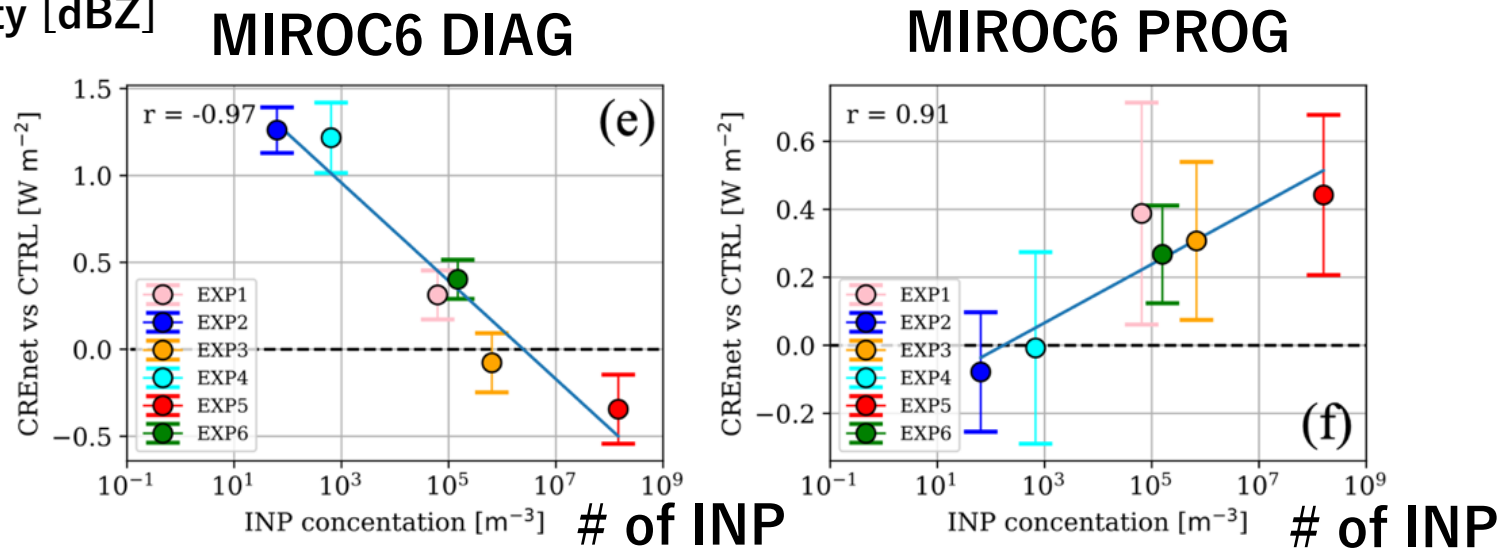 ty [dBZ]
MIROC6 DIAG
1.5
1.0
0.5
0.0
−0.5
CREnet vs CTRL [W m⁻²]
r = -0.97
(e)
EXP1
EXP2
EXP3
EXP4
EXP5
EXP6
10⁻¹ 10¹ 10³ 10⁵ 10⁷ 10⁹
INP concentation [m⁻³]
# of INP
MIROC6 PROG
0.6
0.4
0.2
0.0
−0.2
CREnet vs CTRL [W m⁻²]
r = 0.91
(f)
EXP1
EXP2
EXP3
EXP4
EXP5
EXP6
10⁻¹ 10¹ 10³ 10⁵ 10⁷ 10⁹
INP concentation [m⁻³]
# of INP